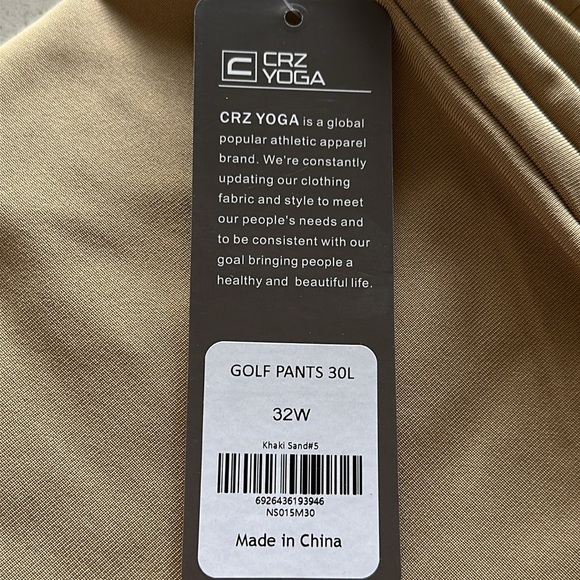 CRZ
YOGA
CRZ YOGA is a global
popular athletic apparel
brand. We're constantly
updating our clothing
fabric and style to meet
our people's needs and
to be consistent with our
goal bringing people a
healthy and beautiful life.
GOLF PANTS 30L
32W
Khaki Sand#5
6926436193946
NS015M30
Made in China